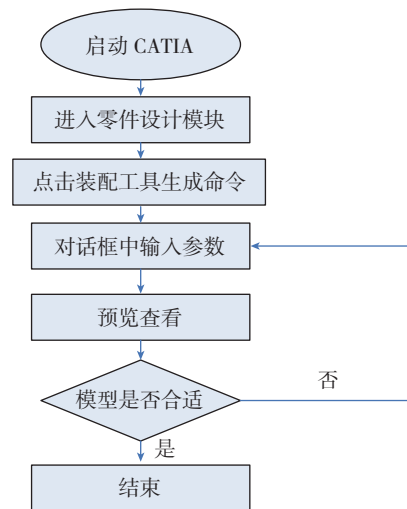 启动 CATIA
进入零件设计模块
点击装配工具生成命令
对话框中输入参数
预览查看
模型是否合适
否
是
结束